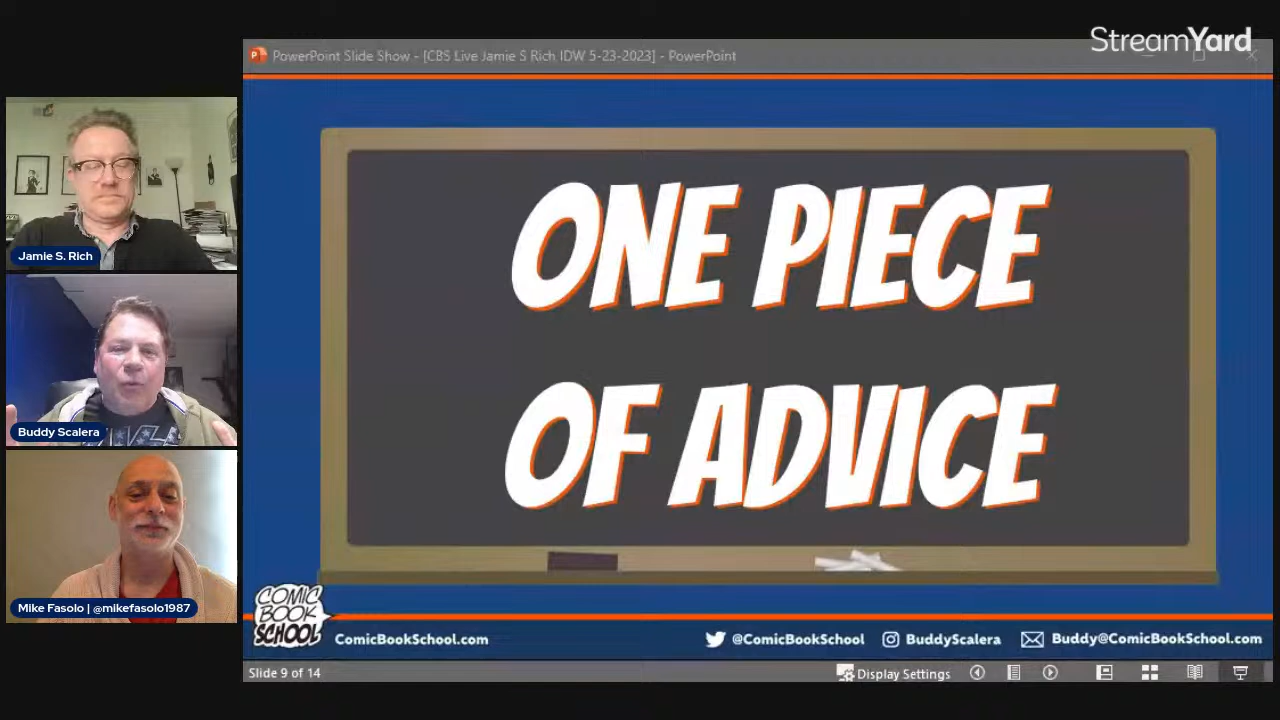 StreamYard
PowerPoint Slide Show - [CBS Live Jamie S Rich IDW 5-23-2023] - PowerPoint
Jamie S. Rich
Buddy Scalera
Mike Fasolo | @mikefasolo1987
ONE PIECE
OF ADVICE
COMIC
BOOK
SCHOOL
ComicBookSchool.com
@ComicBookSchool
BuddyScalera
Buddy@ComicBookSchool.com
Slide 9 of 14
Display Settings